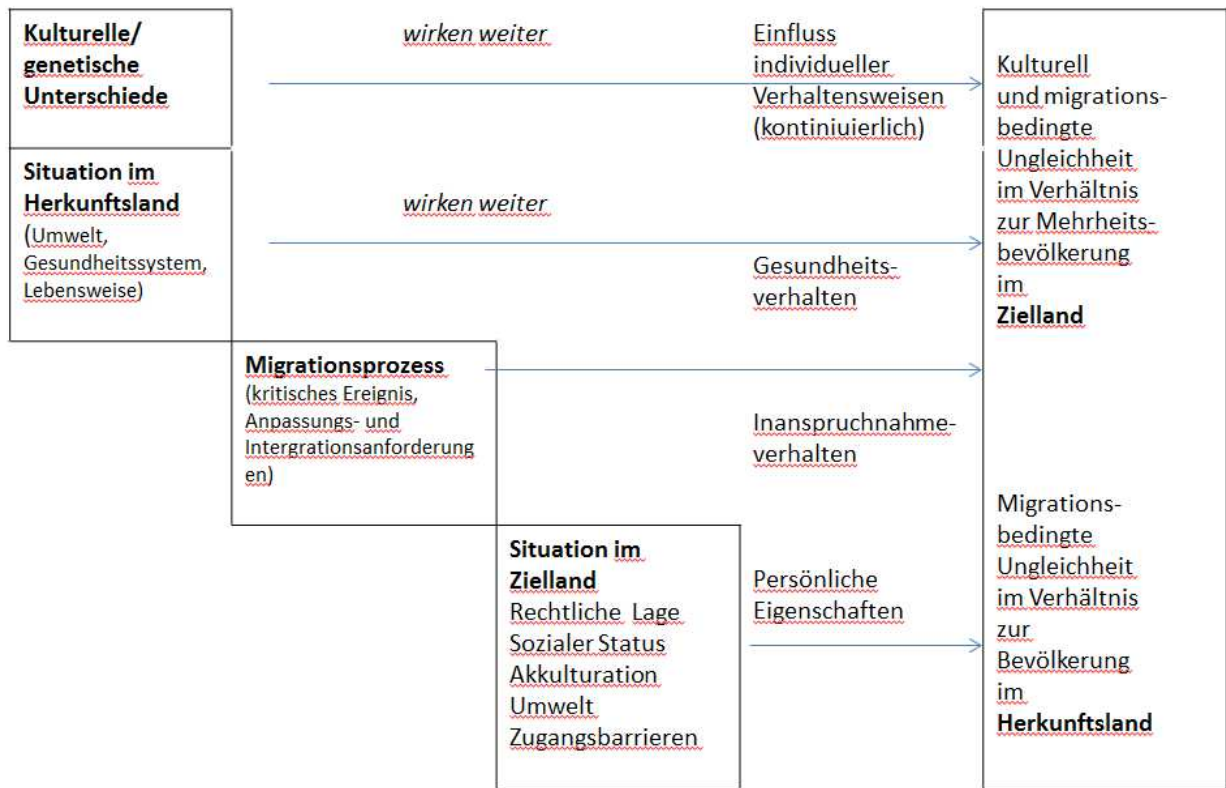 Kulturelle/
genetische
Unterschiede
wirken weiter
Einfluss
individueller
Verhaltensweisen
(kontiniuierlich)
Situation im
Herkunftsland
(Umwelt,
Gesundheitssystem,
Lebensweise)
wirken weiter
Gesundheits-
verhalten
Migrationsprozess
(kritisches Ereignis,
Anpassungs- und
Intergrationsanforderung
en)
Inanspruchnahme-
verhalten
Situation im
Zielland
Rechtliche Lage
Sozialer Status
Akkulturation
Umwelt
Zugangsbarrieren
Persönliche
Eigenschaften
Kulturell
und migrations-
bedingte
Ungleichheit
im Verhältnis
zur Mehrheits-
bevölkerung
im
Zielland
Migrations-
bedingte
Ungleichheit
im Verhältnis
zur
Bevölkerung
im
Herkunftsland